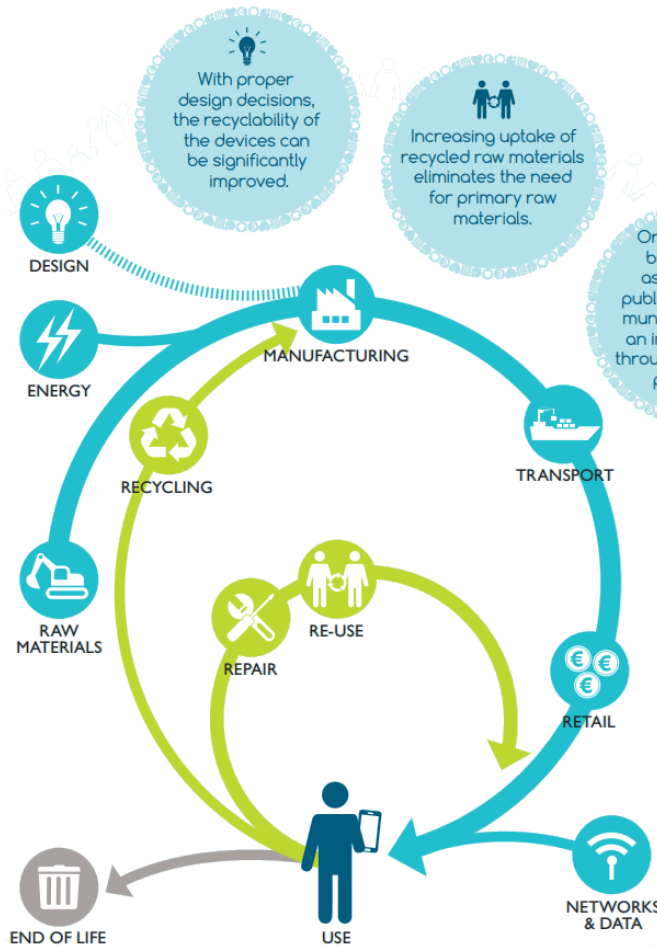 With proper
design decisions,
the recyclability of
the devices can
be significantly
improved.
Increasing uptake of
recycled raw materials
eliminates the need
for primary raw
materials.
DESIGN
ENERGY
MANUFACTURING
RECYCLING
TRANSPORT
RAW
MATERIALS
RE-USE
REPAIR
€
€
€
RETAIL
END OF LIFE
USE
NETWORKS
& DATA